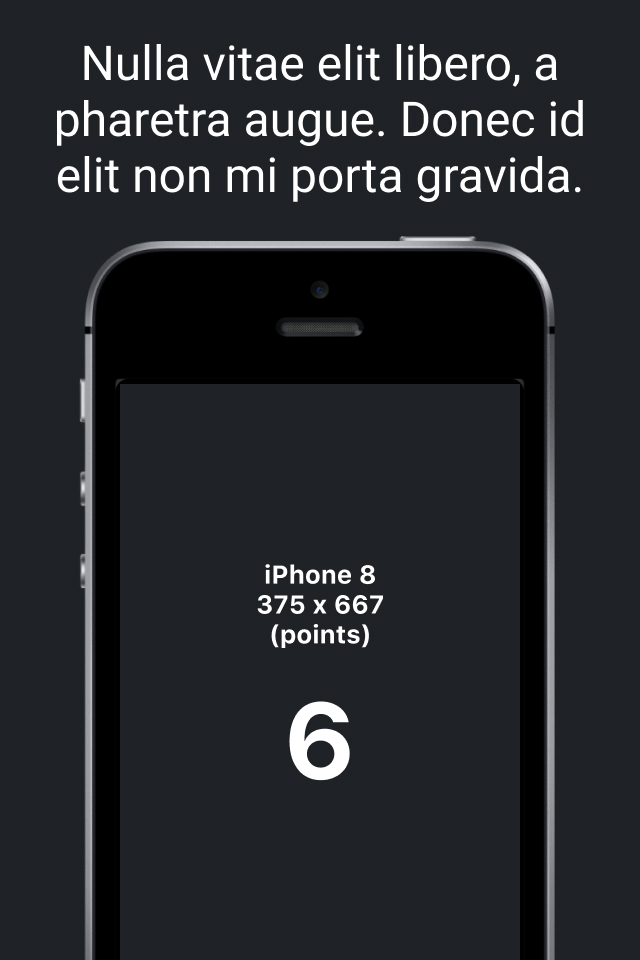 Nulla vitae elit libero, a
pharetra augue. Donec id
elit non mi porta gravida.
iPhone 8
375 x 667
(points)
6